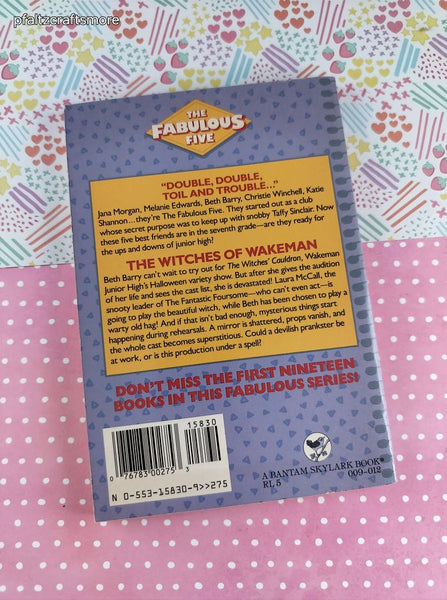 pfaltzcraftsmore
THE
FABULOUS
FIVE
"DOUBLE, DOUBLE,
TOIL AND TROUBLE..."
Jana Morgan, Melanie Edwards, Beth Barry, Christie Winchell, Katie
Shannon...they're The Fabulous Five. They started out as a club
whose secret purpose was to keep up with snobby Taffy Sinclair. Now
these five best friends are in the seventh grade—are they ready for
the ups and downs of junior high?
THE WITCHES OF WAKEMAN
Beth Barry can't wait to try out for The Witches' Cauldron, Wakeman
Junior High's Halloween variety show. But after she gives the audition
of her life and sees the cast list, she is devastated! Laura McCall, the
snooty leader of The Fantastic Foursome—who can't even act—is
going to play the beautiful witch, while Beth has been chosen to play a
warty old hag! And if that isn't bad enough, mysterious things start
happening during rehearsals. A mirror is shattered, props vanish, and
the whole cast becomes superstitious. Could a devilish prankster be
at work, or is this production under a spell?
DON'T MISS THE FIRST NINETEEN
BOOKS IN THIS FABULOUS SERIES!
15830
0 76783 00275 3
N 0-553-15830-9>>275
A BANTAM SKYLARK BOOK®
RL 5 009-012